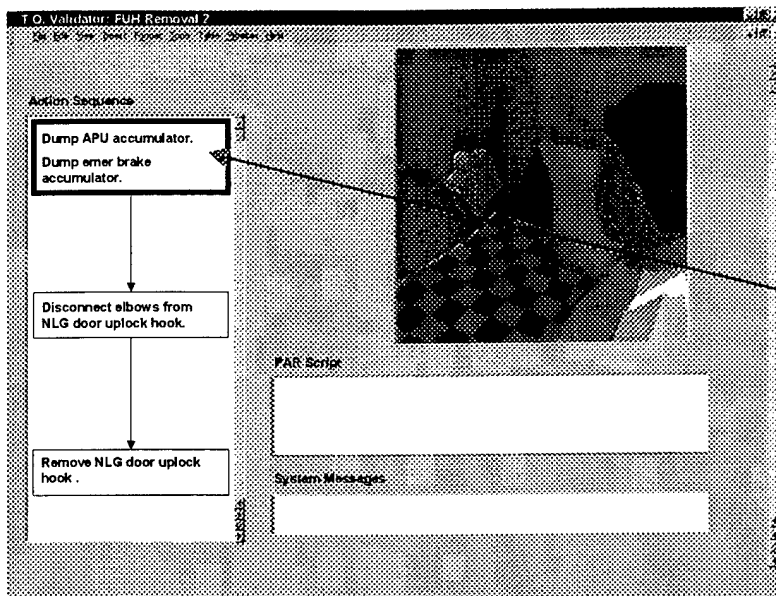 T.O. Validator: FUH Removal 2
Action Sequence
Dump APU accumulator.
Dump emer brake
accumulator.
Disconnect elbows from
NLG door uplock hook.
Remove NLG door uplock
hook .
PAR Script
System Messages